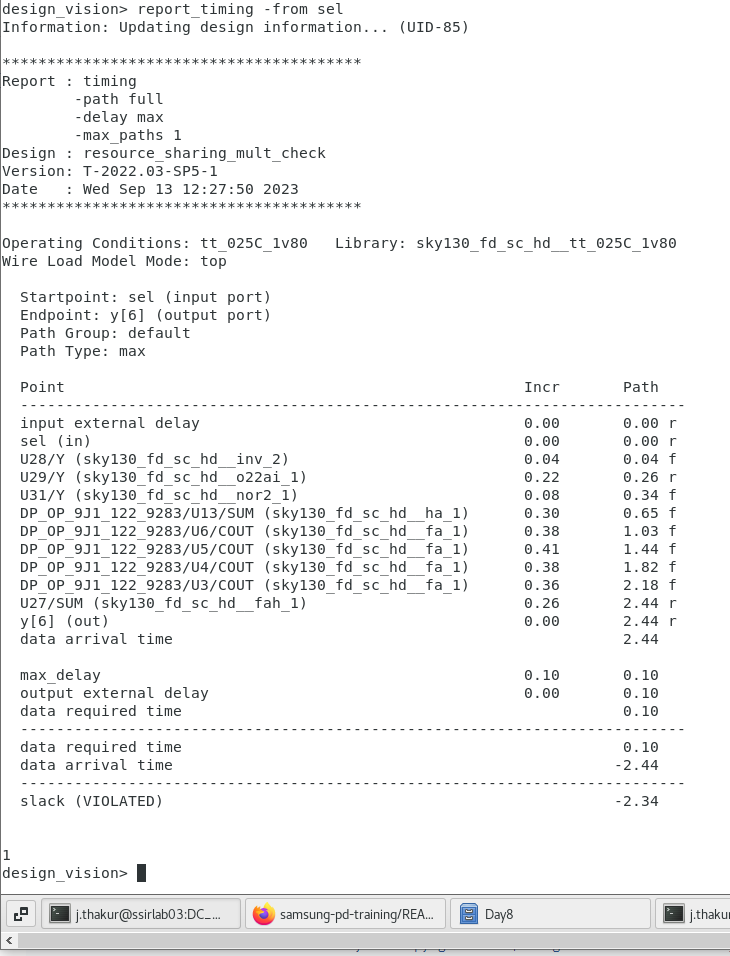 design_vision> report_timing -from sel
Information: Updating design information... (UID-85)
****************************************
Report : timing
        -path full
        -delay max
        -max_paths 1
Design : resource_sharing_mult_check
Version: T-2022.03-SP5-1
Date   : Wed Sep 13 12:27:50 2023
****************************************
Operating Conditions: tt_025C_1v80   Library: sky130_fd_sc_hd__tt_025C_1v80
Wire Load Model Mode: top
  Startpoint: sel (input port)
  Endpoint: y[6] (output port)
  Path Group: default
  Path Type: max
  Point                                                   Incr       Path
  --------------------------------------------------------------------------
  input external delay                                    0.00       0.00 r
  sel (in)                                                0.00       0.00 r
  U28/Y (sky130_fd_sc_hd__inv_2)                          0.04       0.04 f
  U29/Y (sky130_fd_sc_hd__o22ai_1)                        0.22       0.26 r
  U31/Y (sky130_fd_sc_hd__nor2_1)                         0.08       0.34 f
  DP_OP_9J1_122_9283/U13/SUM (sky130_fd_sc_hd__ha_1)      0.30       0.65 f
  DP_OP_9J1_122_9283/U6/COUT (sky130_fd_sc_hd__fa_1)      0.38       1.03 f
  DP_OP_9J1_122_9283/U5/COUT (sky130_fd_sc_hd__fa_1)      0.41       1.44 f
  DP_OP_9J1_122_9283/U4/COUT (sky130_fd_sc_hd__fa_1)      0.38       1.82 f
  DP_OP_9J1_122_9283/U3/COUT (sky130_fd_sc_hd__fa_1)      0.36       2.18 f
  U27/SUM (sky130_fd_sc_hd__fah_1)                        0.26       2.44 r
  y[6] (out)                                              0.00       2.44 r
  data arrival time                                                  2.44
  max_delay                                               0.10       0.10
  output external delay                                   0.00       0.10
  data required time                                                 0.10
  --------------------------------------------------------------------------
  data required time                                                 0.10
  data arrival time                                                 -2.44
  --------------------------------------------------------------------------
  slack (VIOLATED)                                                  -2.34
1
design_vision>
j.thakur@ssirlab03:DC_... samsung-pd-training/REA... Day8 j.thaku